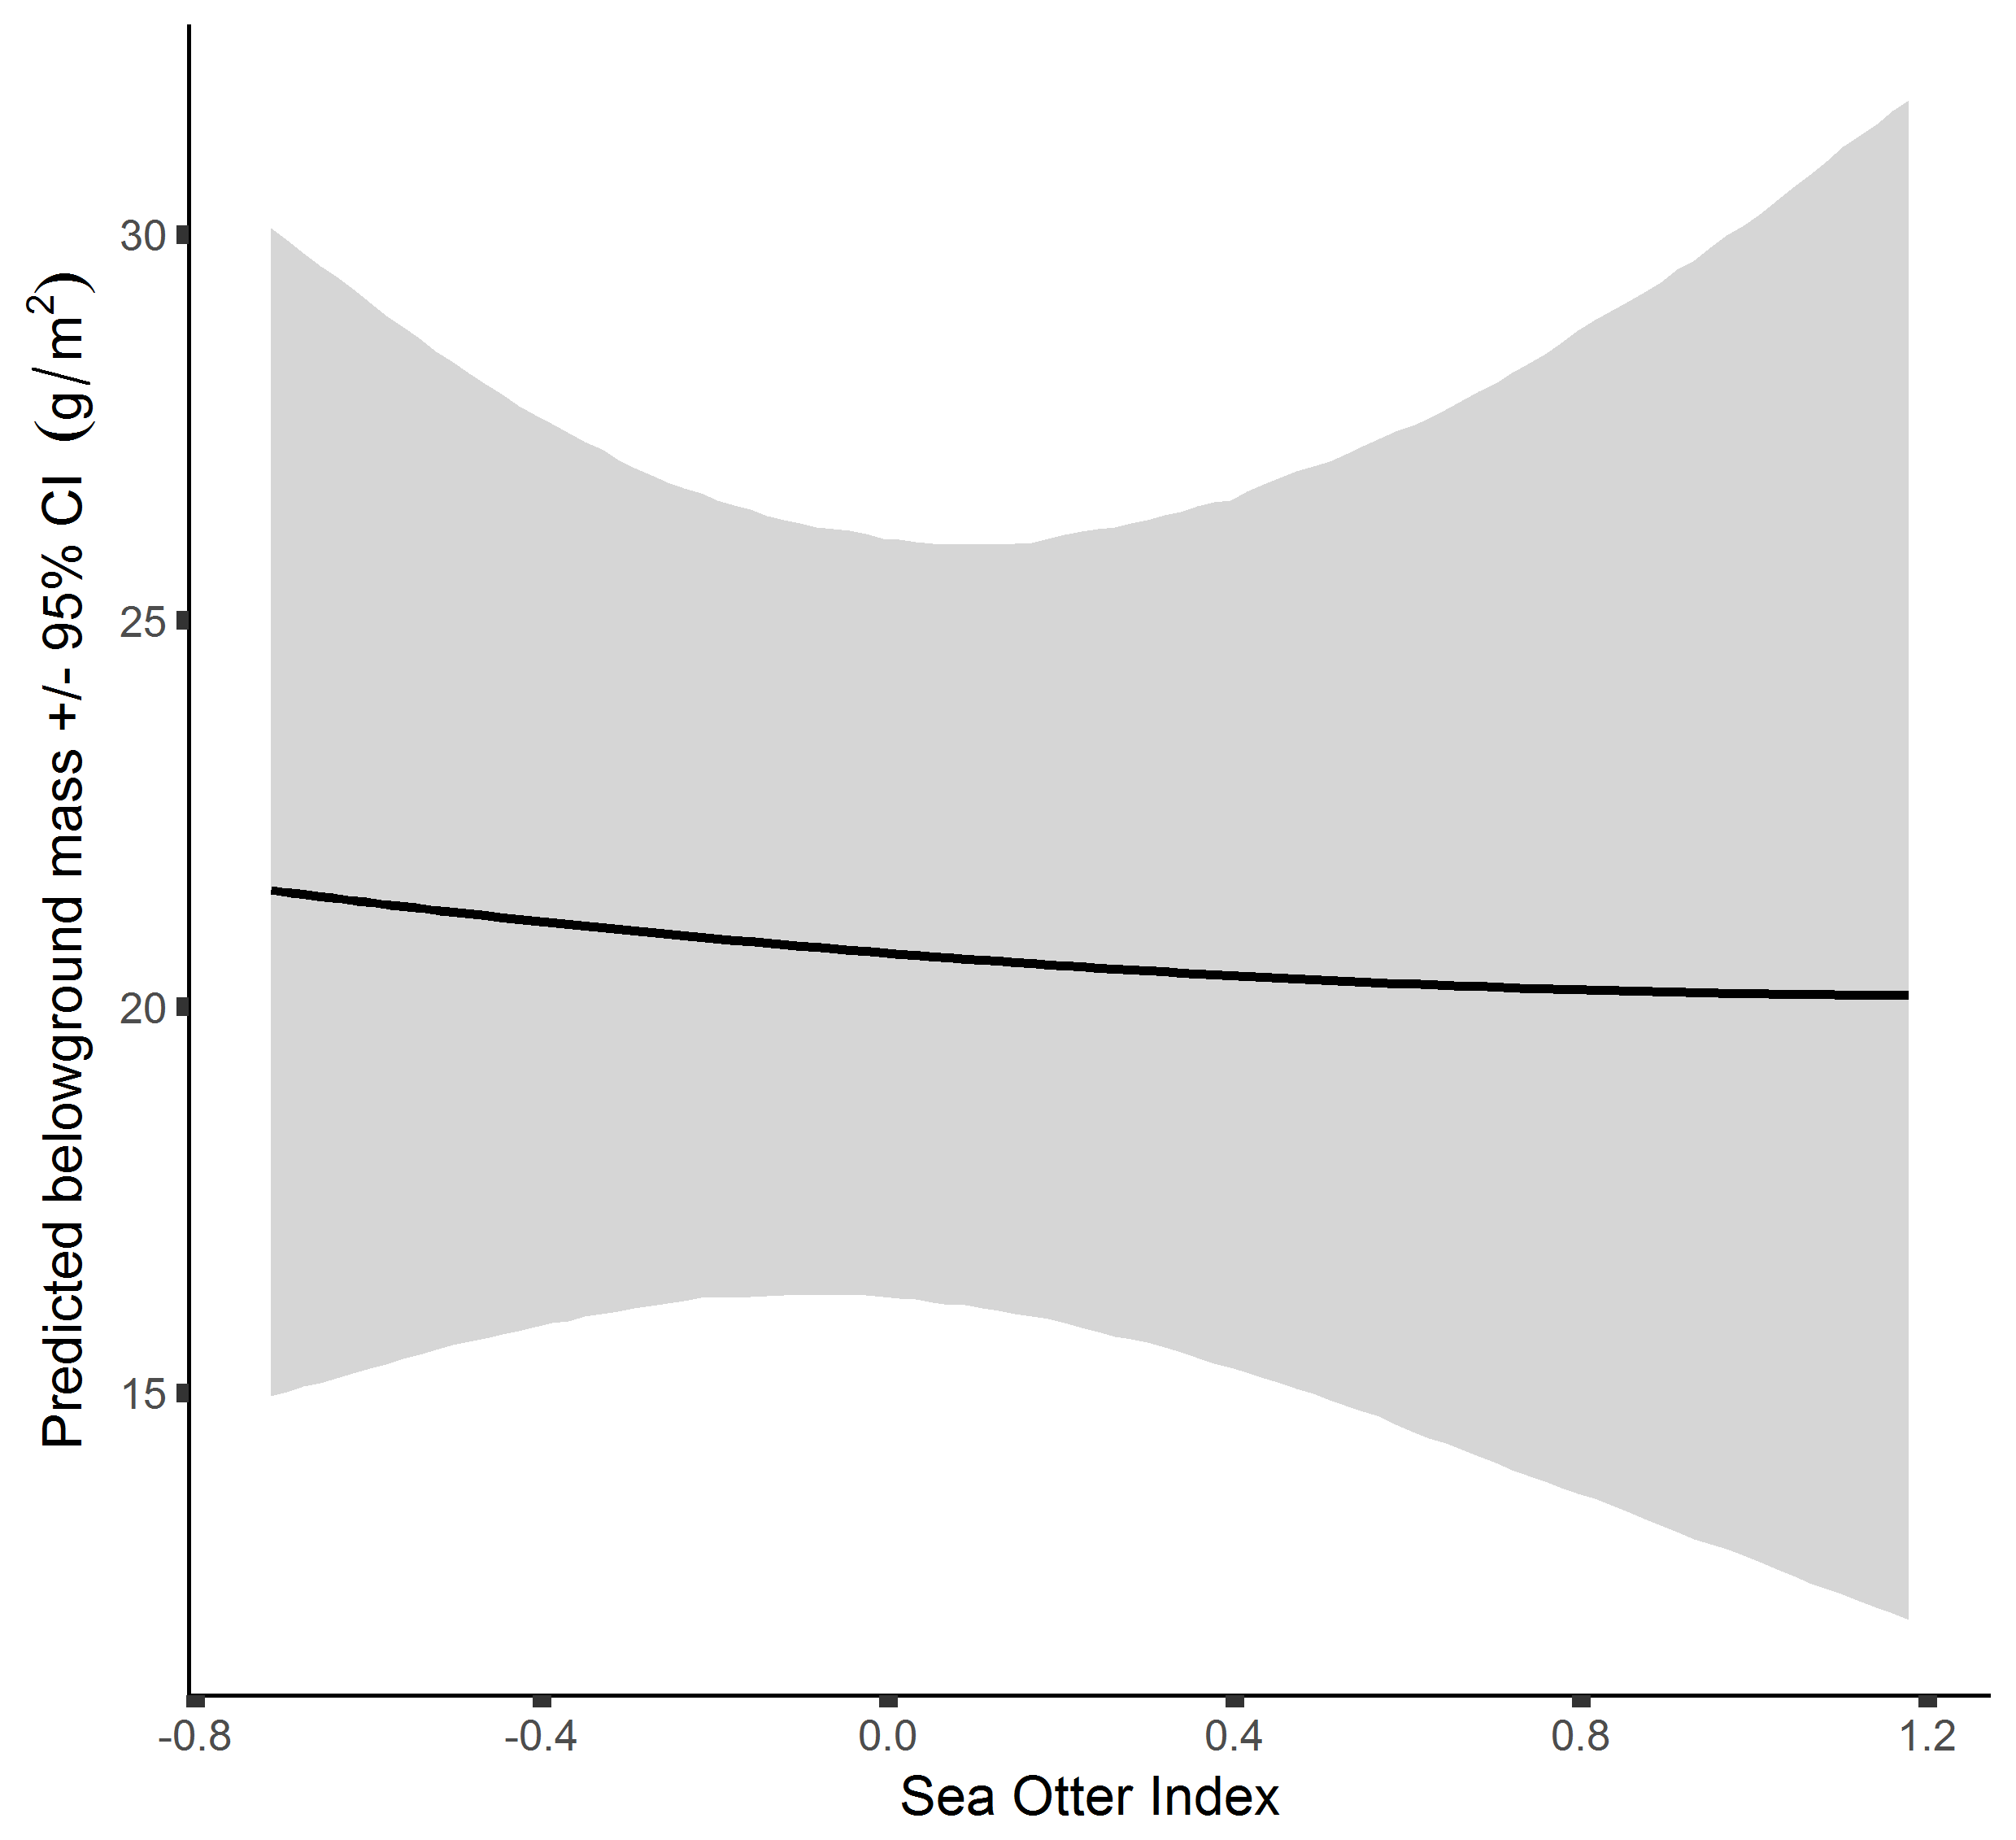 Predicted belowground mass +/- 95% CI (g/m²)
30
25
20
15
-0.8 -0.4 0.0 0.4 0.8 1.2
Sea Otter Index